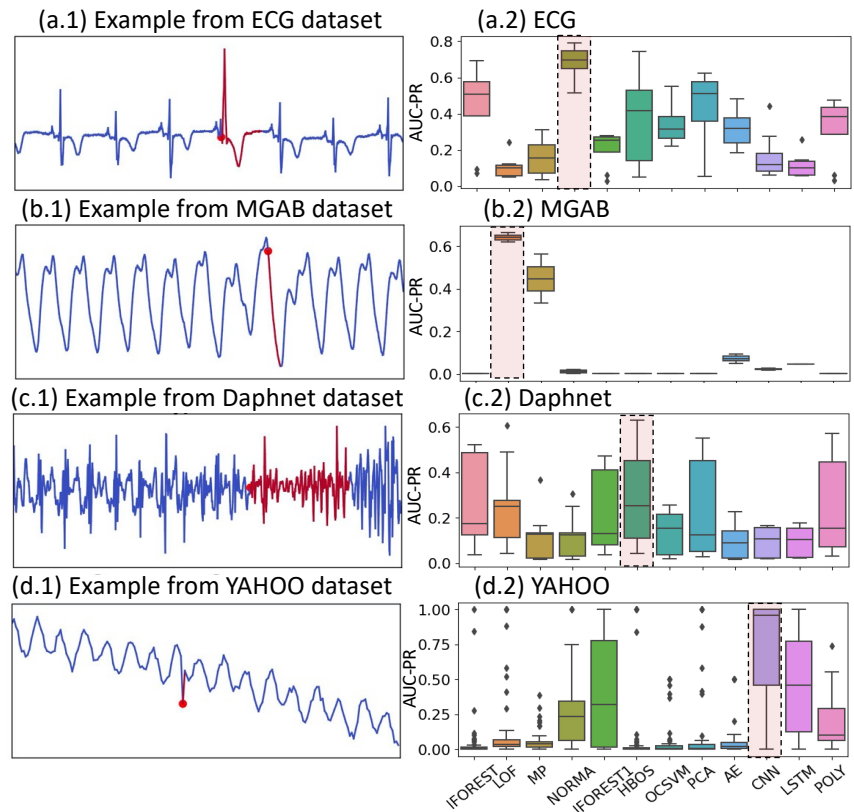 (a.1) Example from ECG dataset
(a.2) ECG
AUC-PR
0.8
0.6
0.4
0.2
0.0
(b.1) Example from MGAB dataset
(b.2) MGAB
AUC-PR
0.6
0.4
0.2
0.0
(c.1) Example from Daphnet dataset
(c.2) Daphnet
AUC-PR
0.6
0.4
0.2
0.0
(d.1) Example from YAHOO dataset
(d.2) YAHOO
AUC-PR
1.00
0.75
0.50
0.25
0.00
IFOREST
LOF
MP
NORMA
IFOREST1
HBOS
OCSVM
PCA
AE
CNN
LSTM
POLY